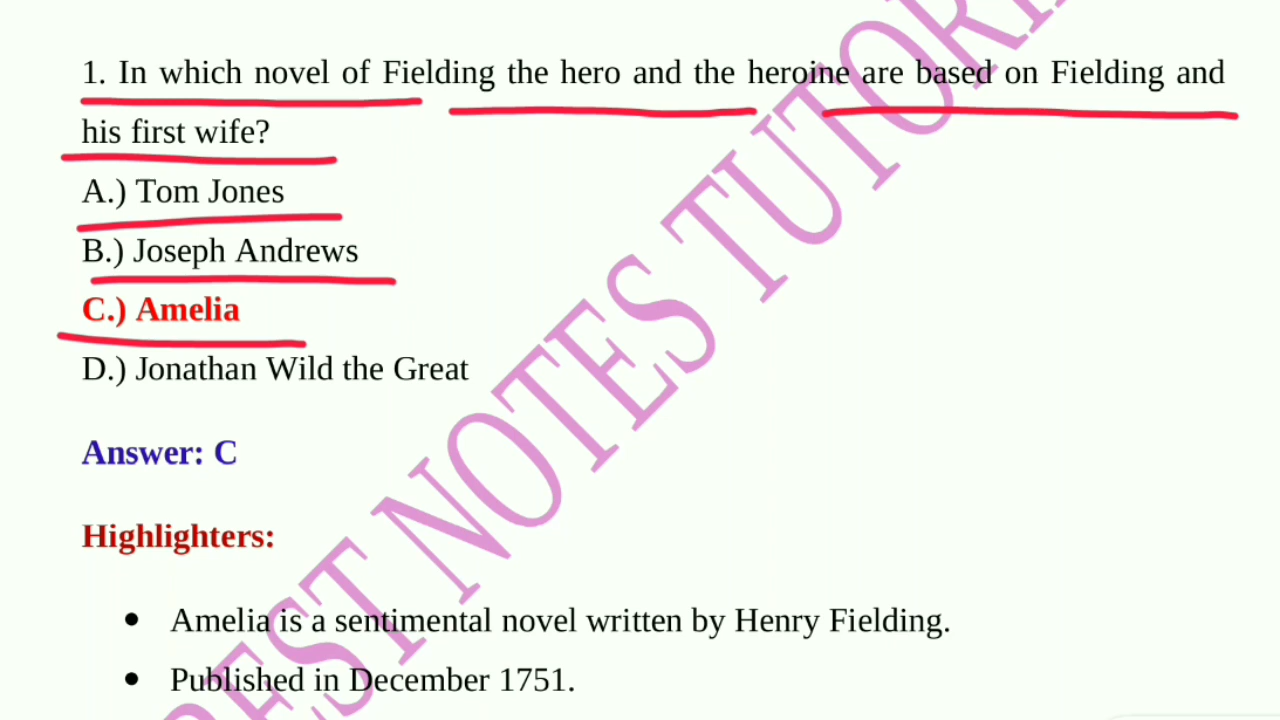 1. In which novel of Fielding the hero and the heroine are based on Fielding and
his first wife?
A.) Tom Jones
B.) Joseph Andrews
C.) Amelia
D.) Jonathan Wild the Great
Answer: C
Highlighters:
• Amelia is a sentimental novel written by Henry Fielding.
• Published in December 1751.
NOTES